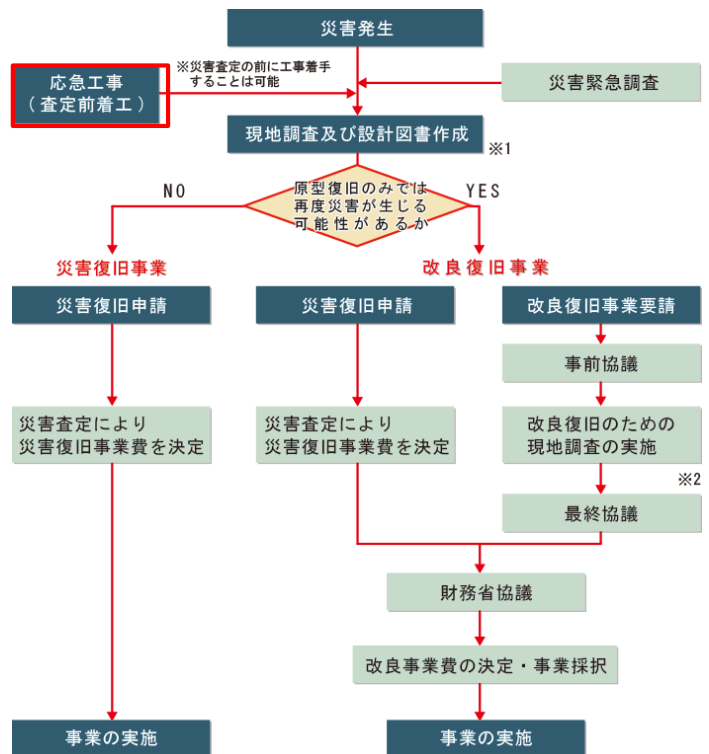 災害発生
※災害査定の前に工事着手
することは可能
応急工事
（査定前着工）
災害緊急調査
現地調査及び設計図書作成
※1
NO
原型復旧のみでは
再度災害が生じる
可能性があるか
YES
災害復旧事業
改良復旧事業
災害復旧申請
災害復旧申請
改良復旧事業要請
事前協議
災害査定により
災害復旧事業費を決定
災害査定により
災害復旧事業費を決定
改良復旧のための
現地調査の実施
※2
最終協議
財務省協議
改良事業費の決定・事業採択
事業の実施
事業の実施